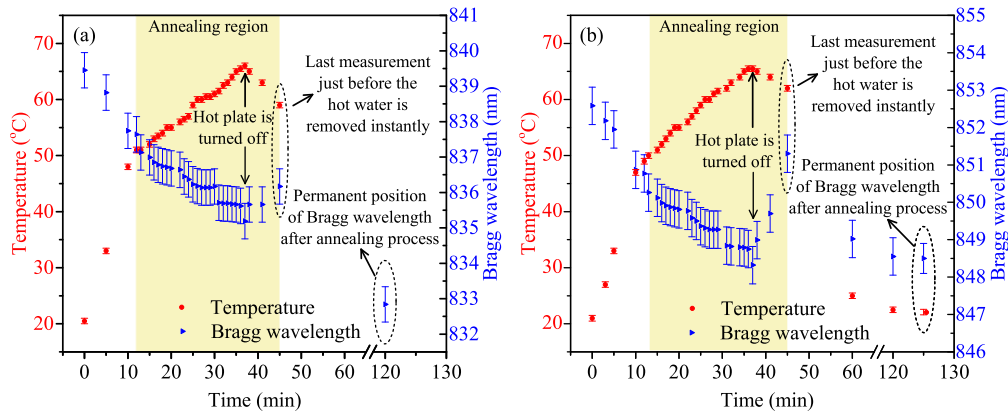 (a)
Annealing region
Last measurement
just before the
hot water is
removed instantly
Hot plate is
turned off
Permanent position
of Bragg wavelength
after annealing process
Temperature
Bragg wavelength
Temperature (°C)
70
60
50
40
30
20
Bragg wavelength (nm)
841
840
839
838
837
836
835
834
833
832
0 10 20 30 40 120 130
Time (min)
(b)
Annealing region
Last measurement
just before the
hot water is
removed instantly
Hot plate is
turned off
Permanent position
of Bragg wavelength
after annealing process
Temperature
Bragg wavelength
Temperature (°C)
70
60
50
40
30
20
Bragg wavelength (nm)
855
854
853
852
851
850
849
848
847
846
0 10 20 30 40 50 60 120 130
Time (min)